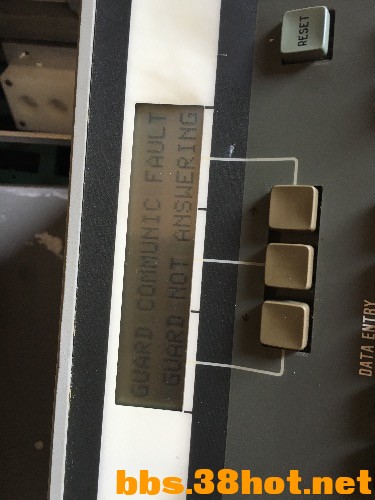 GUARD COMMUNIC FAULT
GUARD NOT ANSWERING
RESET
DATA ENTRY
bbs.38hot.net